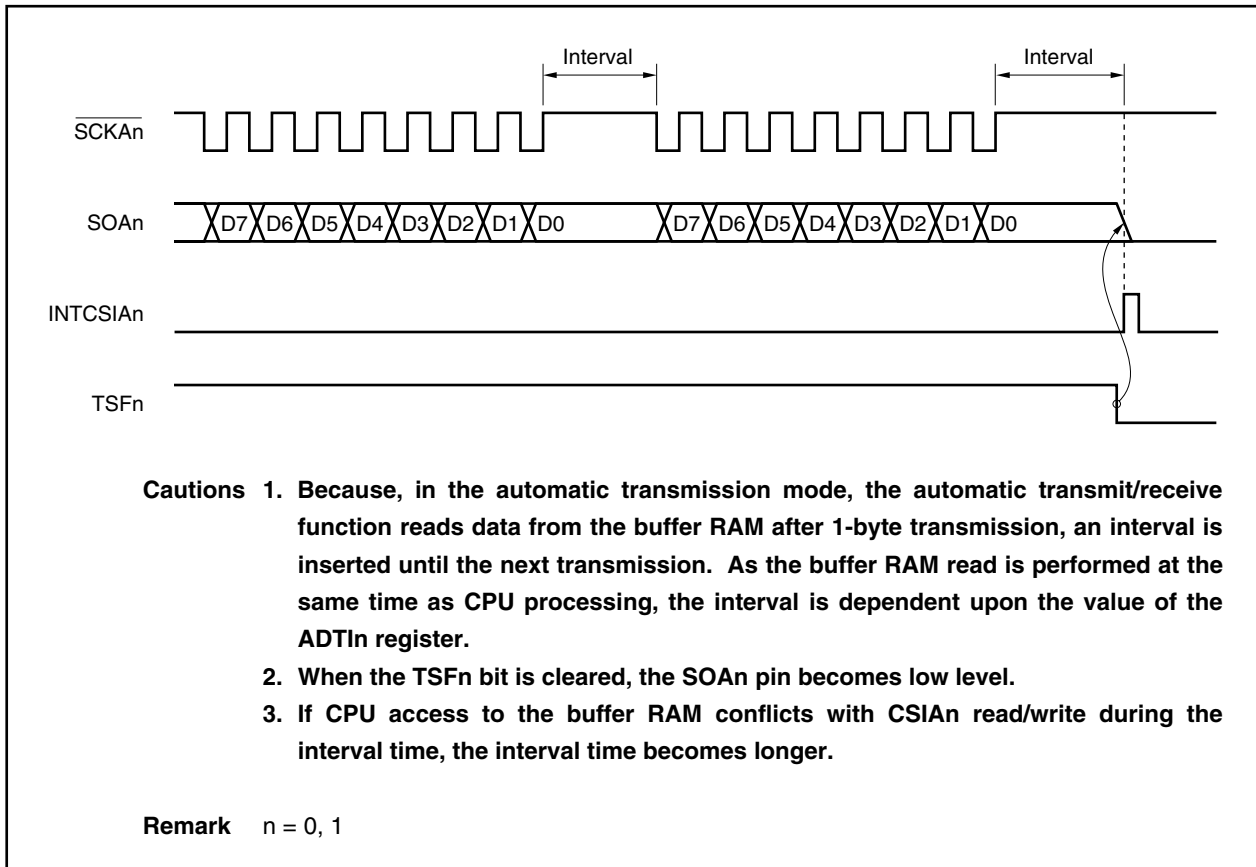 Interval Interval
SCKAn
SOAn D7 D6 D5 D4 D3 D2 D1 D0 D7 D6 D5 D4 D3 D2 D1 D0
INTCSIAn
TSFn
Cautions 1. Because, in the automatic transmission mode, the automatic transmit/receive
function reads data from the buffer RAM after 1-byte transmission, an interval is
inserted until the next transmission. As the buffer RAM read is performed at the
same time as CPU processing, the interval is dependent upon the value of the
ADTIn register.
2. When the TSFn bit is cleared, the SOAn pin becomes low level.
3. If CPU access to the buffer RAM conflicts with CSIAn read/write during the
interval time, the interval time becomes longer.
Remark n = 0, 1